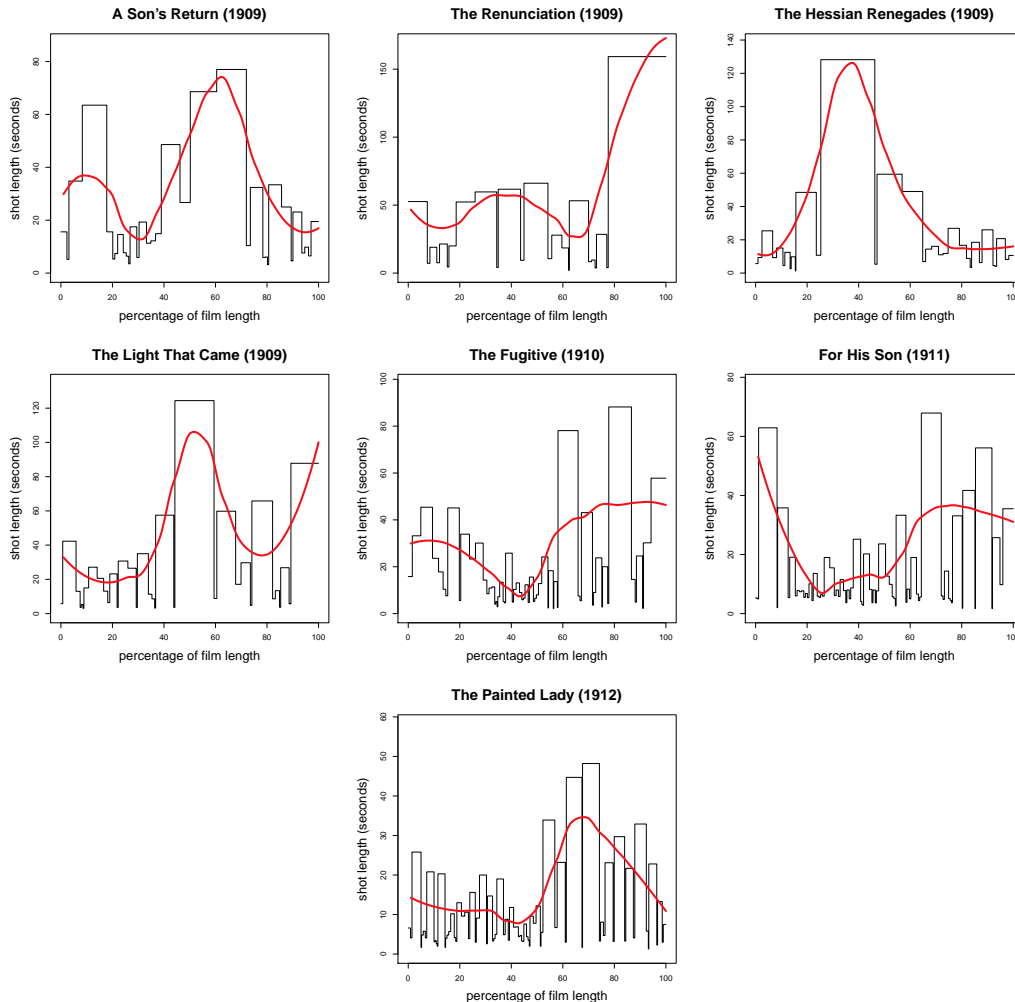 A Son’s Return (1909)
shot length (seconds)
0 20 40 60 80
0 20 40 60 80 100
percentage of film length
The Renunciation (1909)
shot length (seconds)
0 50 100 150
0 20 40 60 80 100
percentage of film length
The Hessian Renegades (1909)
shot length (seconds)
0 20 40 60 80 100 120 140
0 20 40 60 80 100
percentage of film length
The Light That Came (1909)
shot length (seconds)
0 20 40 60 80 100 120
0 20 40 60 80 100
percentage of film length
The Fugitive (1910)
shot length (seconds)
0 20 40 60 80 100
0 20 40 60 80 100
percentage of film length
For His Son (1911)
shot length (seconds)
0 20 40 60 80
0 20 40 60 80 100
percentage of film length
The Painted Lady (1912)
shot length (seconds)
0 10 20 30 40 50 60
0 20 40 60 80 100
percentage of film length